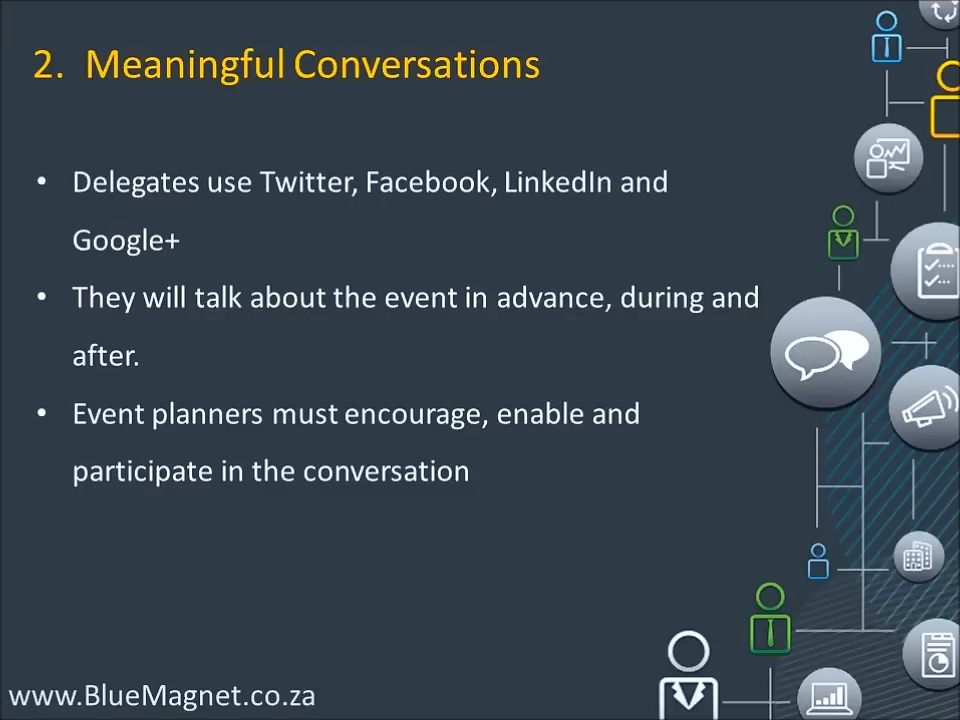 2. Meaningful Conversations
• Delegates use Twitter, Facebook, LinkedIn and
Google+
• They will talk about the event in advance, during and
after.
• Event planners must encourage, enable and
participate in the conversation
www.BlueMagnet.co.za